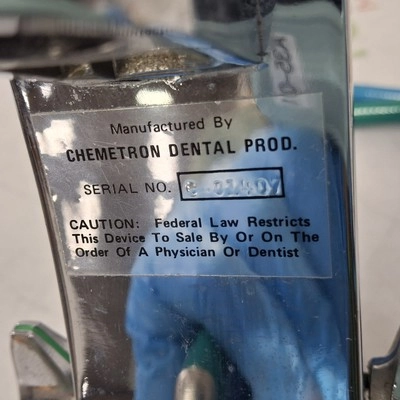 Manufactured By
CHEMETRON DENTAL PROD.
SERIAL NO.
CAUTION: Federal Law Restricts
This Device To Sale By Or On The
Order Of A Physician Or Dentist